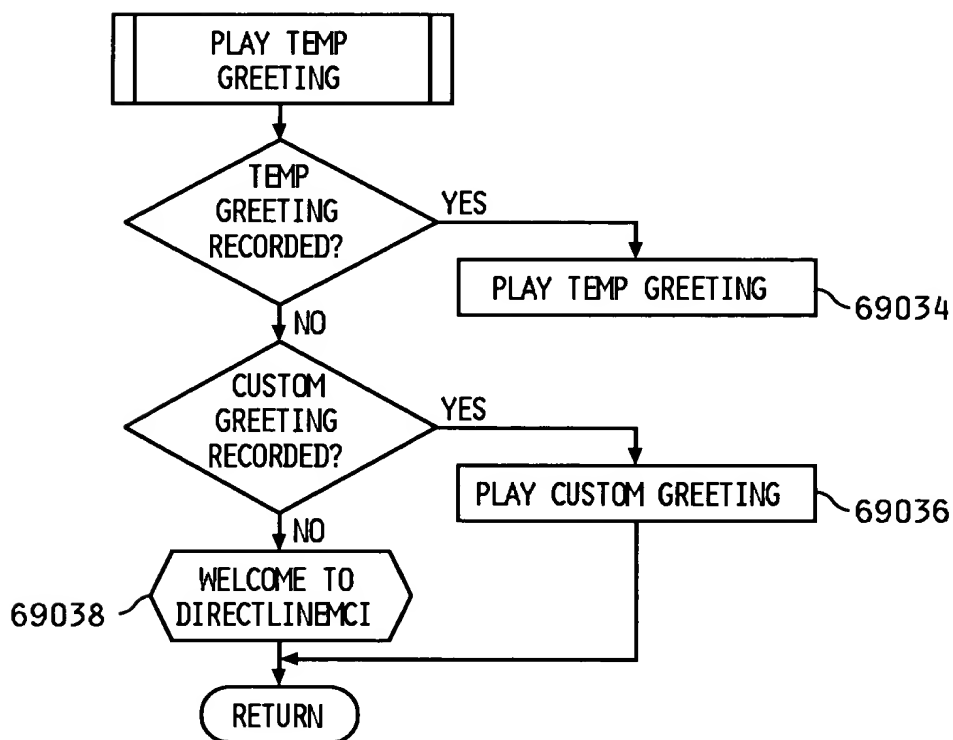 PLAY TEMP
GREETING
TEMP
GREETING
RECORDED?
YES
PLAY TEMP GREETING
69034
NO
CUSTOM
GREETING
RECORDED?
YES
PLAY CUSTOM GREETING
69036
NO
WELCOME TO
DIRECTLINEMCI
69038
RETURN